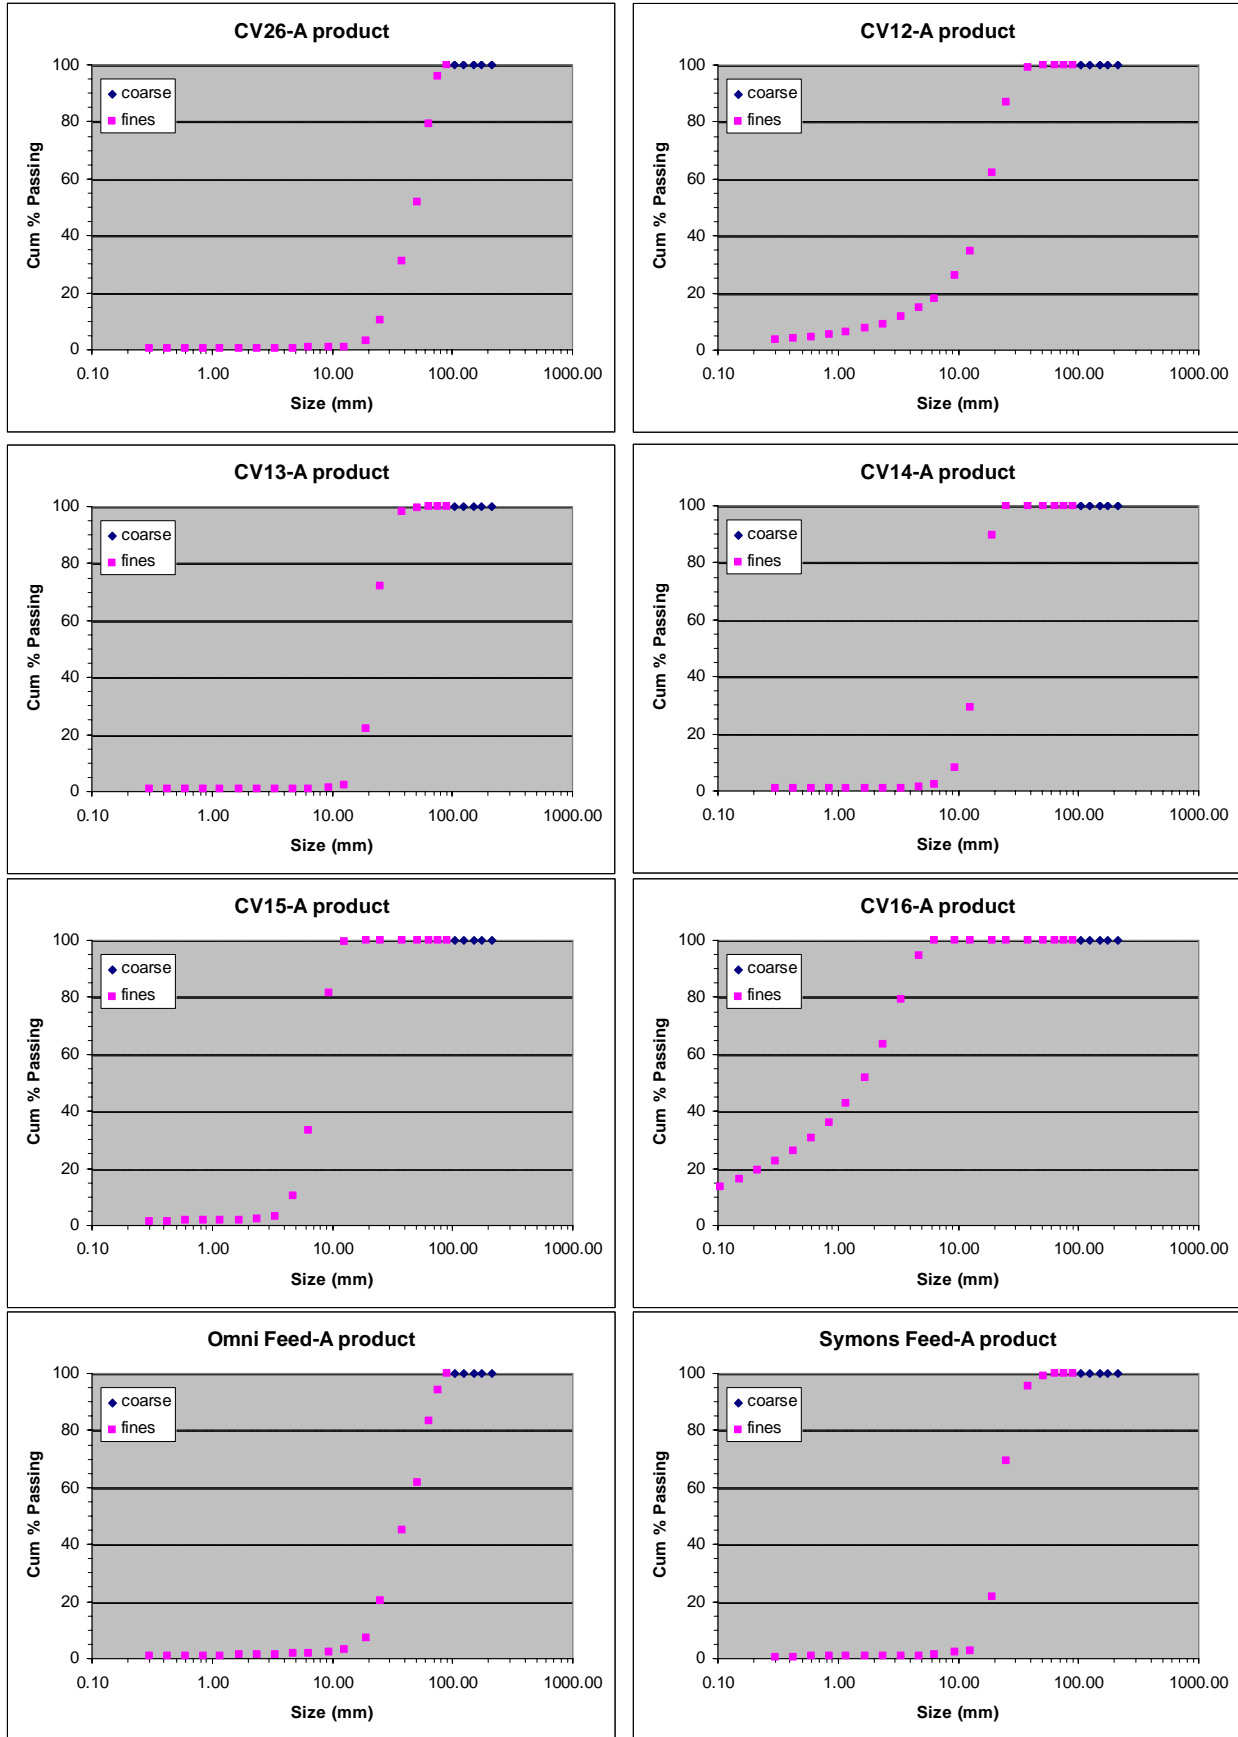 CV26-A product
100
80
60
40
20
0
Cum % Passing
coarse
fines
0.10 1.00 10.00 100.00 1000.00
Size (mm)
CV12-A product
100
80
60
40
20
0
Cum % Passing
coarse
fines
0.10 1.00 10.00 100.00 1000.00
Size (mm)
CV13-A product
100
80
60
40
20
0
Cum % Passing
coarse
fines
0.10 1.00 10.00 100.00 1000.00
Size (mm)
CV14-A product
100
80
60
40
20
0
Cum % Passing
coarse
fines
0.10 1.00 10.00 100.00 1000.00
Size (mm)
CV15-A product
100
80
60
40
20
0
Cum % Passing
coarse
fines
0.10 1.00 10.00 100.00 1000.00
Size (mm)
CV16-A product
100
80
60
40
20
0
Cum % Passing
coarse
fines
0.10 1.00 10.00 100.00 1000.00
Size (mm)
Omni Feed-A product
100
80
60
40
20
0
Cum % Passing
coarse
fines
0.10 1.00 10.00 100.00 1000.00
Size (mm)
Symons Feed-A product
100
80
60
40
20
0
Cum % Passing
coarse
fines
0.10 1.00 10.00 100.00 1000.00
Size (mm)